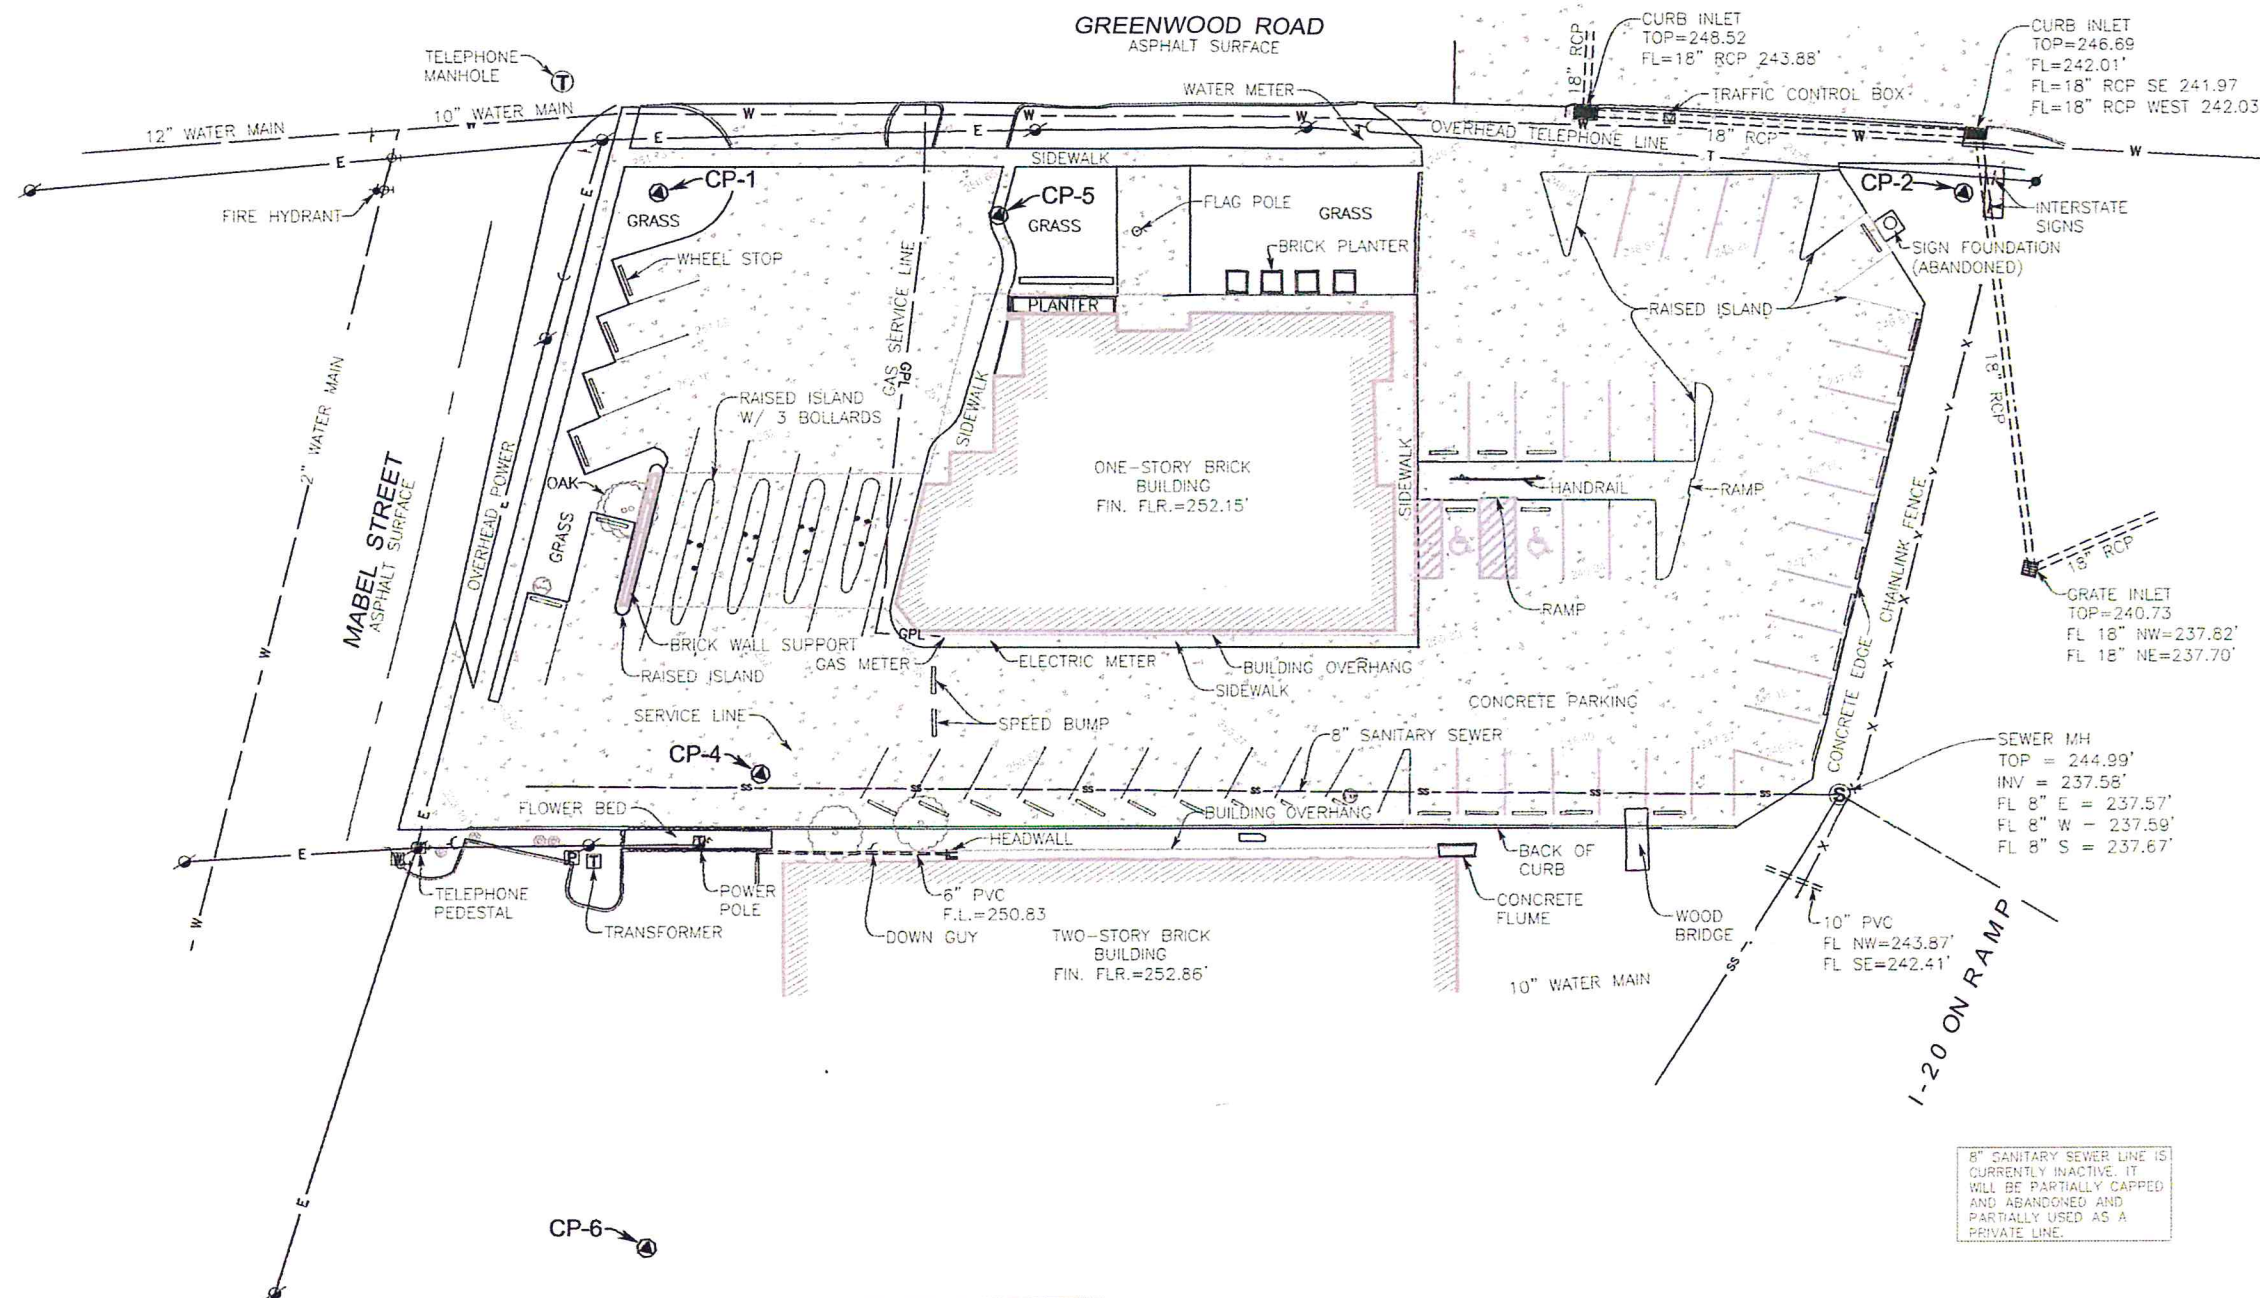 GREENWOOD ROAD
ASPHALT SURFACE
CURB INLET
TOP=248.52
FL=18" RCP 243.88'
CURB INLET
TOP=246.69
FL=242.01'
FL=18" RCP SE 241.97
FL=18" RCP WEST 242.03
TELEPHONE
MANHOLE
T
18" RCP
WATER METER
TRAFFIC CONTROL BOX
12" WATER MAIN
10" WATER MAIN
OVERHEAD TELEPHONE LINE
18" RCP
SIDEWALK
CP-1
CP-5
CP-2
FIRE HYDRANT
GRASS
GRASS
FLAG POLE
GRASS
INTERSTATE
SIGNS
WHEEL STOP
BRICK PLANTER
SIGN FOUNDATION
(ABANDONED)
GAS SERVICE LINE
GPL
PLANTER
RAISED ISLAND
18" RCP
2" WATER MAIN
RAISED ISLAND
W/ 3 BOLLARDS
SIDEWALK
SIDEWALK
MABEL STREET
ASPHALT SURFACE
OVERHEAD POWER
OAK
GRASS
ONE-STORY BRICK
BUILDING
FIN. FLR.=252.15'
HANDRAIL
RAMP
CHAINLINK FENCE
18" RCP
RAMP
GRATE INLET
TOP=240.73
FL 18" NW=237.82'
FL 18" NE=237.70'
BRICK WALL SUPPORT
GPL
GAS METER
ELECTRIC METER
BUILDING OVERHANG
RAISED ISLAND
SIDEWALK
CONCRETE EDGE
CONCRETE PARKING
SERVICE LINE
SPEED BUMP
8" SANITARY SEWER
CP-4
SEWER MH
TOP = 244.99'
INV = 237.58'
FL 8" E = 237.57'
FL 8" W - 237.59'
FL 8" S = 237.67'
S
FLOWER BED
BUILDING OVERHANG
HEADWALL
BACK OF
CURB
TELEPHONE
PEDESTAL
POWER
POLE
6" PVC
F.L.=250.83
CONCRETE
FLUME
WOOD
BRIDGE
10" PVC
FL NW=243.87'
FL SE=242.41'
TRANSFORMER
DOWN GUY
TWO-STORY BRICK
BUILDING
FIN. FLR.=252.86'
10" WATER MAIN
I-20 ON RAMP
8" SANITARY SEWER LINE IS
CURRENTLY INACTIVE. IT
WILL BE PARTIALLY CAPPED
AND ABANDONED AND
PARTIALLY USED AS A
PRIVATE LINE.
CP-6